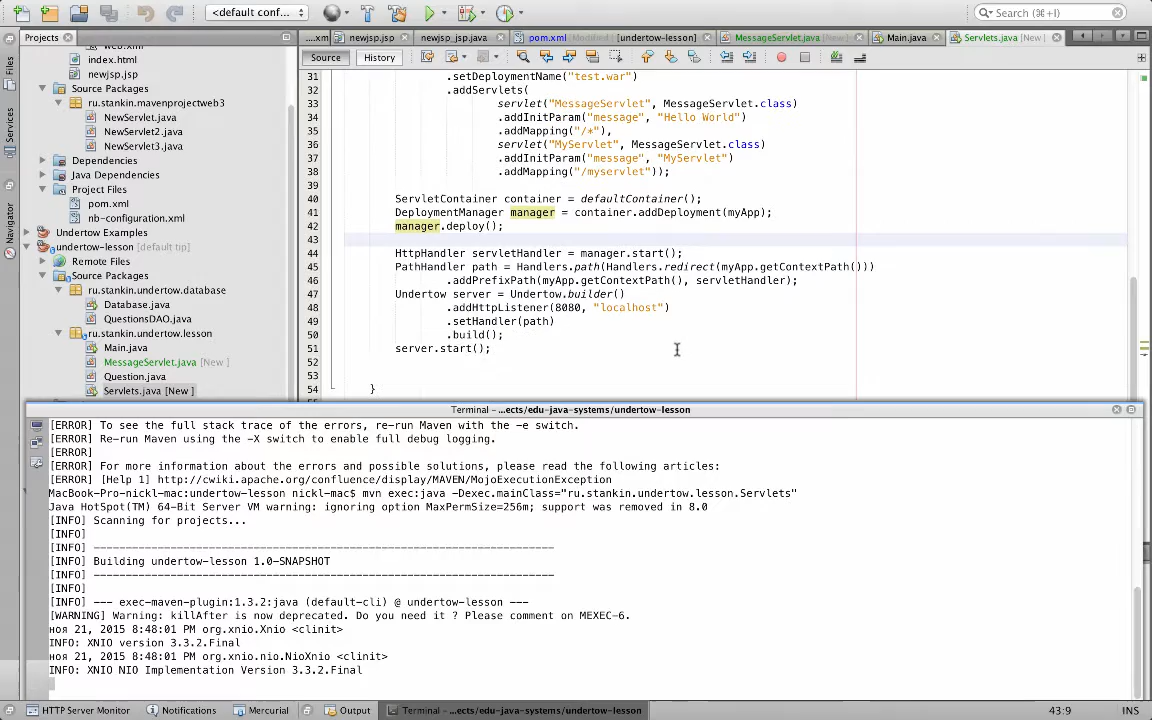 <default conf...
Search (⌘+I)
Projects
....xm
newjsp.jsp
newjsp_jsp.java
pom.xml [Modified] [undertow-lesson]
MessageServlet.java [New]
Main.java
Servlets.java [New]
Files
Services
Navigator
web.xml
index.html
newjsp.jsp
Source Packages
ru.stankin.mavenprojectweb3
NewServlet.java
NewServlet2.java
NewServlet3.java
Dependencies
Java Dependencies
Project Files
pom.xml
nb-configuration.xml
Undertow Examples
undertow-lesson [default tip]
Remote Files
Source Packages
ru.stankin.undertow.database
Database.java
QuestionsDAO.java
ru.stankin.undertow.lesson
Main.java
MessageServlet.java [New ]
Question.java
Servlets.java [New ]
Source
History
31 .setDeploymentName("test.war")
32 .addServlets(
33 servlet("MessageServlet", MessageServlet.class)
34 .addInitParam("message", "Hello World")
35 .addMapping("/*"),
36 servlet("MyServlet", MessageServlet.class)
37 .addInitParam("message", "MyServlet")
38 .addMapping("/myservlet"));
39
40 ServletContainer container = defaultContainer();
41 DeploymentManager manager = container.addDeployment(myApp);
42 manager.deploy();
43
44 HttpHandler servletHandler = manager.start();
45 PathHandler path = Handlers.path(Handlers.redirect(myApp.getContextPath()))
46 .addPrefixPath(myApp.getContextPath(), servletHandler);
47 Undertow server = Undertow.builder()
48 .addHttpListener(8080, "localhost")
49 .setHandler(path)
50 .build();
51 server.start();
52
53
54 }
Terminal - ...ects/edu-java-systems/undertow-lesson
[ERROR] To see the full stack trace of the errors, re-run Maven with the -e switch.
[ERROR] Re-run Maven using the -X switch to enable full debug logging.
[ERROR]
[ERROR] For more information about the errors and possible solutions, please read the following articles:
[ERROR] [Help 1] http://cwiki.apache.org/confluence/display/MAVEN/MojoExecutionException
MacBook-Pro-nickl-mac:undertow-lesson nickl-mac$ mvn exec:java -Dexec.mainClass="ru.stankin.undertow.lesson.Servlets"
Java HotSpot(TM) 64-Bit Server VM warning: ignoring option MaxPermSize=256m; support was removed in 8.0
[INFO] Scanning for projects...
[INFO]
[INFO] ------------------------------------------------------------------------
[INFO] Building undertow-lesson 1.0-SNAPSHOT
[INFO] ------------------------------------------------------------------------
[INFO]
[INFO] --- exec-maven-plugin:1.3.2:java (default-cli) @ undertow-lesson ---
[WARNING] Warning: killAfter is now deprecated. Do you need it ? Please comment on MEXEC-6.
ноя 21, 2015 8:48:01 PM org.xnio.Xnio <clinit>
INFO: XNIO version 3.3.2.Final
ноя 21, 2015 8:48:01 PM org.xnio.nio.NioXnio <clinit>
INFO: XNIO NIO Implementation Version 3.3.2.Final
HTTP Server Monitor
Notifications
Mercurial
Output
Terminal - ...ects/edu-java-systems/undertow-lesson
43:9
INS